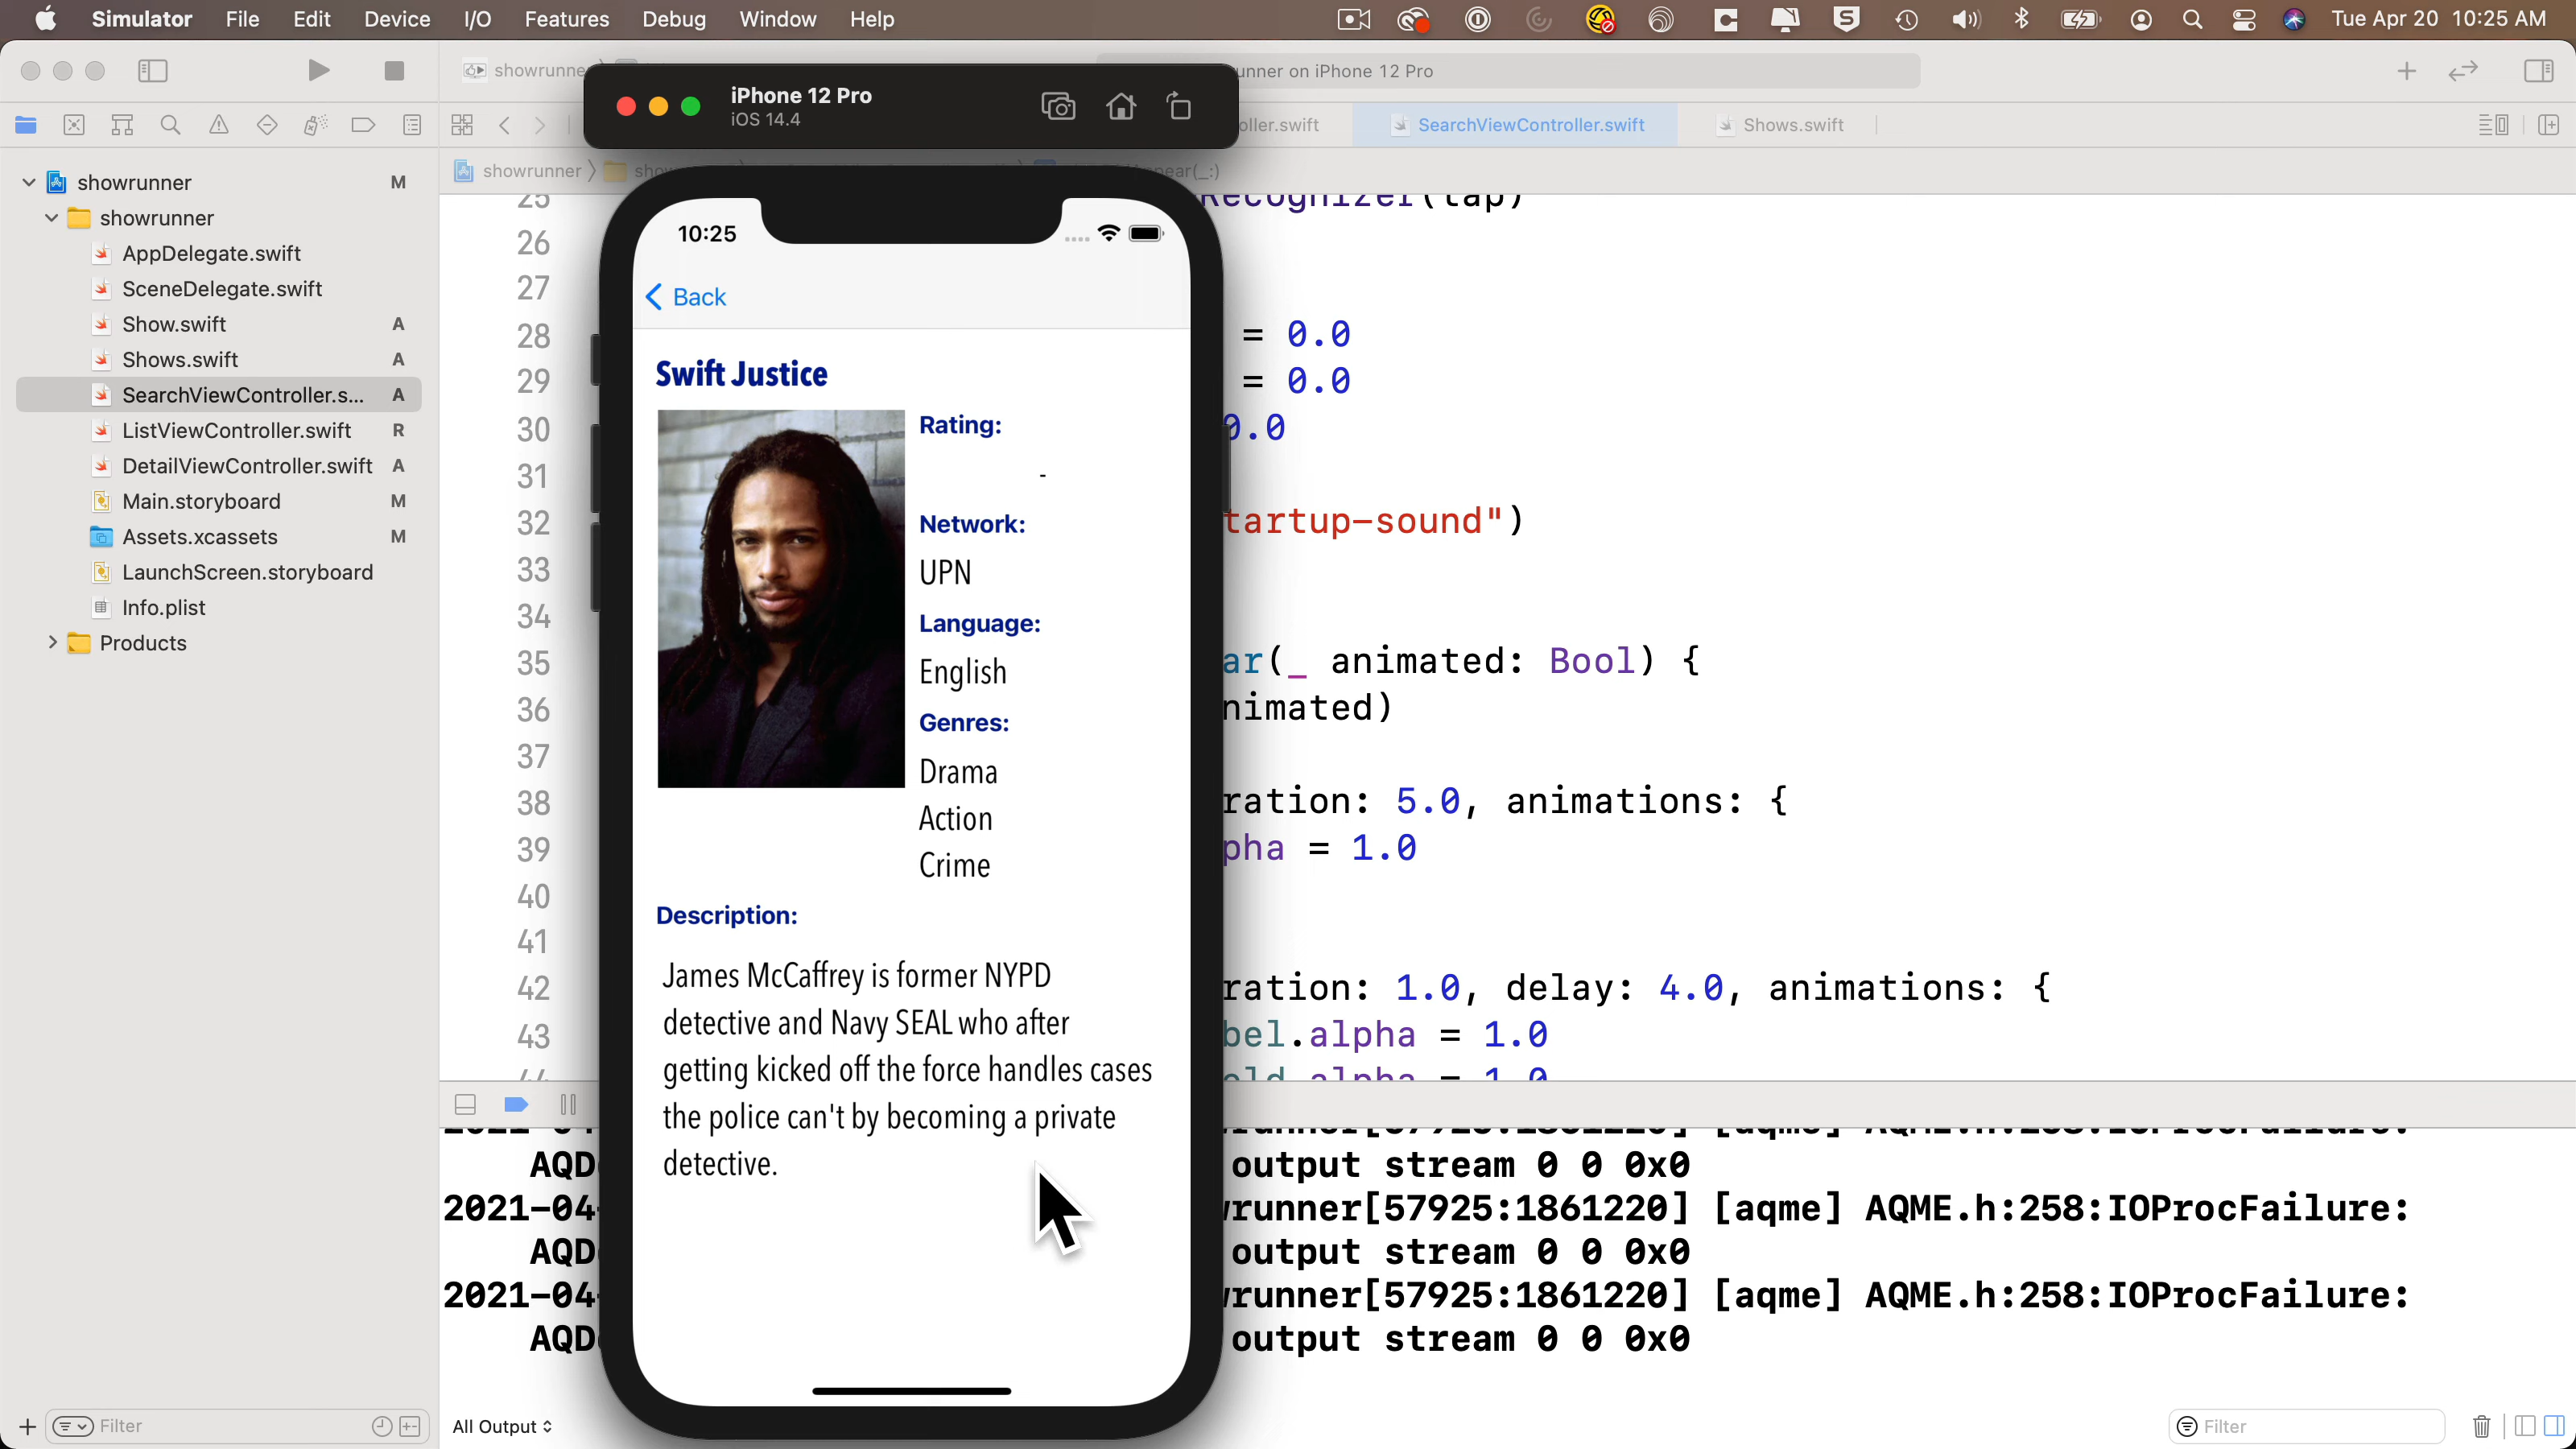 Simulator File Edit Device I/O Features Debug Window Help Tue Apr 20 10:25 AM
iPhone 12 Pro
iOS 14.4
on iPhone 12 Pro
SearchViewController.swift
Shows.swift
showrunner
showrunner M
showrunner
AppDelegate.swift
SceneDelegate.swift
Show.swift A
Shows.swift A
SearchViewController.s... A
ListViewController.swift R
DetailViewController.swift A
Main.storyboard M
Assets.xcassets M
LaunchScreen.storyboard
Info.plist
Products
Filter
10:25
Back
Swift Justice
Rating:
-
Network:
UPN
Language:
English
Genres:
Drama
Action
Crime
Description:
James McCaffrey is former NYPD
detective and Navy SEAL who after
getting kicked off the force handles cases
the police can't by becoming a private
detective.
25
26
27
28 = 0.0
29 = 0.0
30 0.0
31
32 tartup-sound")
33
34
35 ar(_ animated: Bool) {
36 nimated)
37
38 ration: 5.0, animations: {
39 pha = 1.0
40
41
42 ration: 1.0, delay: 4.0, animations: {
43 bel.alpha = 1.0
output stream 0 0 0x0
2021-04- runner[57925:1861220] [aqme] AQME.h:258:IOProcFailure:
output stream 0 0 0x0
2021-04- runner[57925:1861220] [aqme] AQME.h:258:IOProcFailure:
output stream 0 0 0x0
All Output
Filter